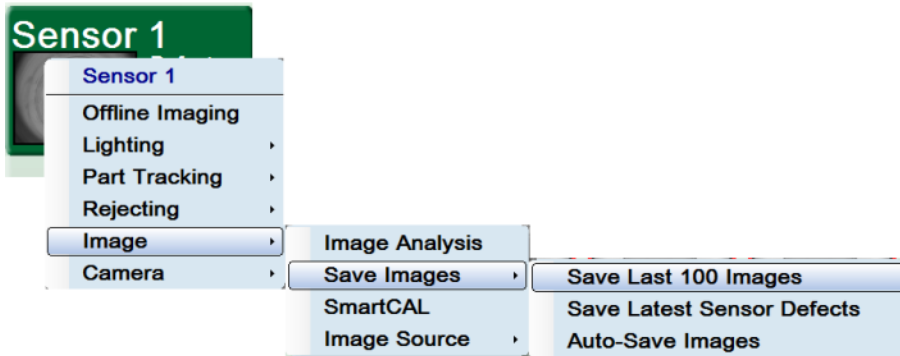 Sensor 1
Sensor 1
Offline Imaging
Lighting
Part Tracking
Rejecting
Image
Camera
Image Analysis
Save Images
SmartCAL
Image Source
Save Last 100 Images
Save Latest Sensor Defects
Auto-Save Images